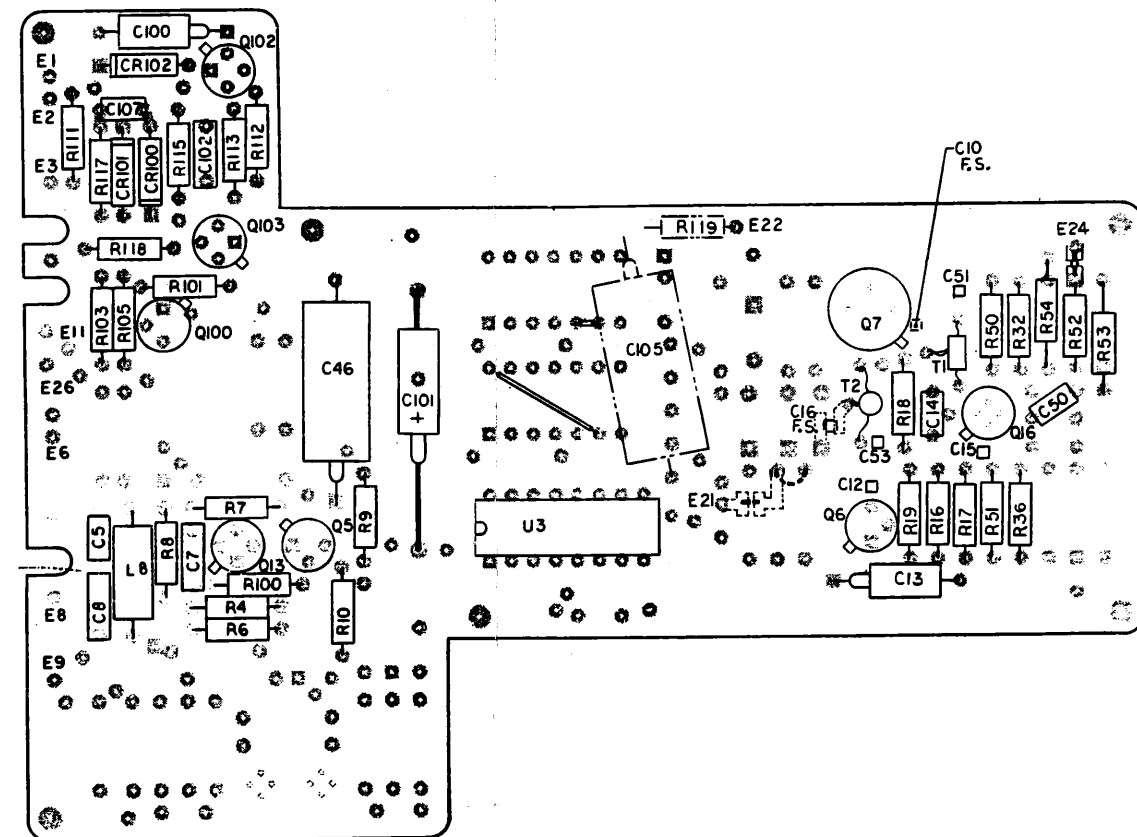 C100
Q102
E1
CR102
E2
C107
R111
R117
CR101
CR100
R115
C102
R113
R112
E3
C10
F.S.
Q103
R118
R119
E22
E24
R101
C51
R103
R105
E11
Q100
Q7
R50
R32
R54
R52
R53
C46
C101
+
C105
T1
E26
T2
C16
F.S.
R18
C14
Q16
C50
E6
C53
C15
R7
R9
E21
C12
Q5
U3
Q6
R19
R16
R17
R51
R36
C5
L8
R8
C7
Q13
R100
C13
E8
C8
R4
R6
R10
E9